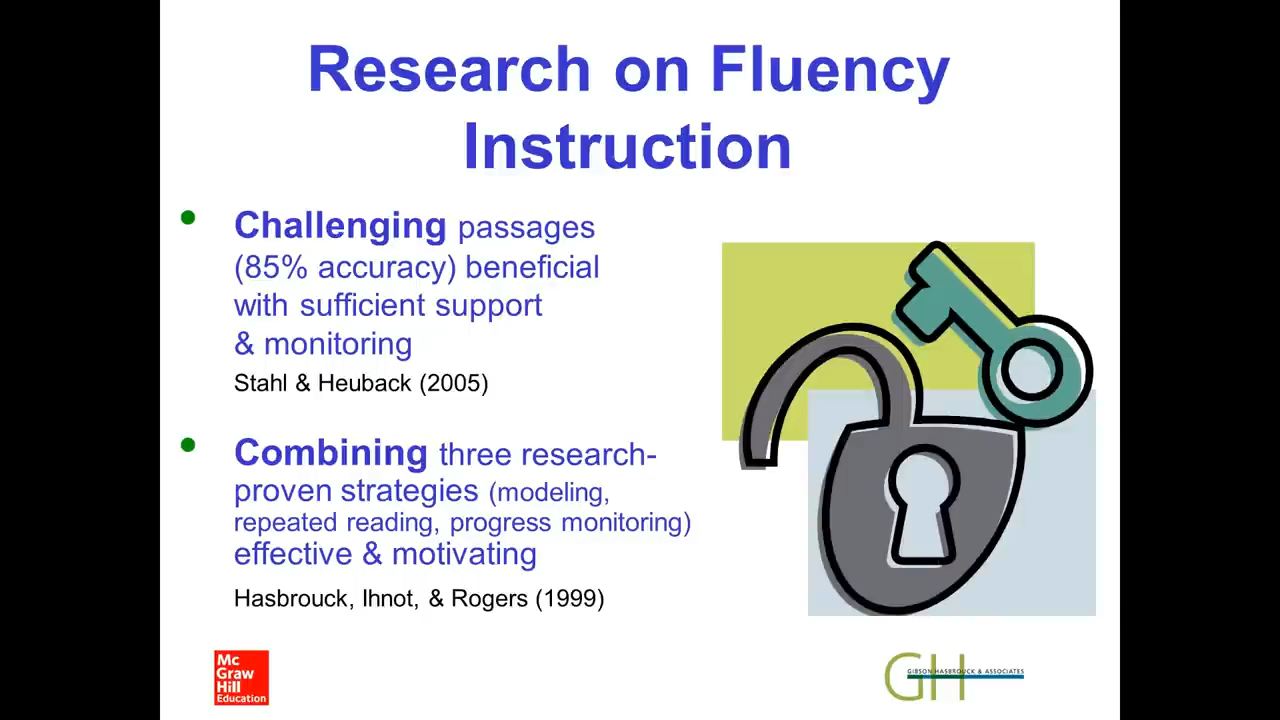 Research on Fluency
Instruction
Challenging passages
(85% accuracy) beneficial
with sufficient support
& monitoring
Stahl & Heuback (2005)
Combining three research-
proven strategies (modeling,
repeated reading, progress monitoring)
effective & motivating
Hasbrouck, Ihnot, & Rogers (1999)
Mc
Graw
Hill
Education
GH
GIBSON HASBROUCK & ASSOCIATES